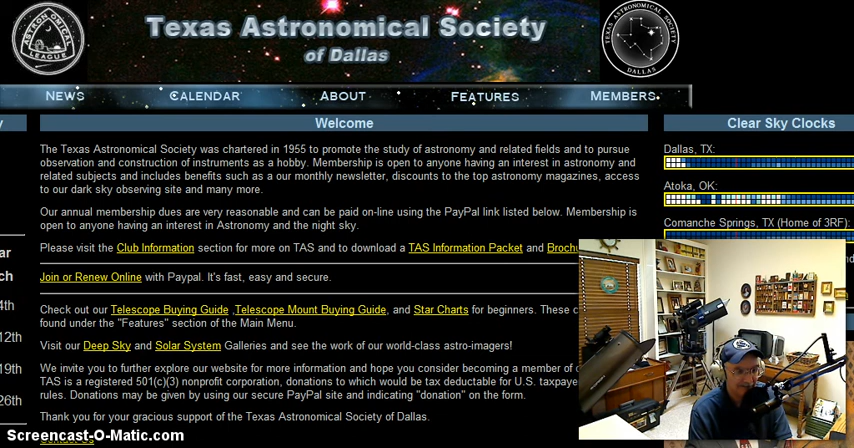 ASTRONOMICAL LEAGUE
Texas Astronomical Society
of Dallas
TEXAS ASTRONOMICAL SOCIETY DALLAS
NEWS CALENDAR ABOUT FEATURES MEMBERS
y Welcome Clear Sky Clocks
The Texas Astronomical Society was chartered in 1955 to promote the study of astronomy and related fields and to pursue
observation and construction of instruments as a hobby. Membership is open to anyone having an interest in astronomy and
related subjects and includes benefits such as a our monthly newsletter, discounts to the top astronomy magazines, access
to our dark sky observing site and many more.
Our annual membership dues are very reasonable and can be paid on-line using the PayPal link listed below. Membership is
open to anyone having an interest in Astronomy and the night sky.
Please visit the Club Information section for more on TAS and to download a TAS Information Packet and Brochu
Join or Renew Online with Paypal. It's fast, easy and secure.
Check out our Telescope Buying Guide ,Telescope Mount Buying Guide, and Star Charts for beginners. These c
found under the "Features" section of the Main Menu.
Visit our Deep Sky and Solar System Galleries and see the work of our world-class astro-imagers!
We invite you to further explore our website for more information and hope you consider becoming a member of o
TAS is a registered 501(c)(3) nonprofit corporation, donations to which would be tax deductable for U.S. taxpaye
rules. Donations may be given by using our secure PayPal site and indicating "donation" on the form.
Thank you for your gracious support of the Texas Astronomical Society of Dallas.
Contact Us
Dallas, TX:
Atoka, OK:
Comanche Springs, TX (Home of 3RF):
nd
ar
ch
4th
12th
19th
26th
Screencast-O-Matic.com